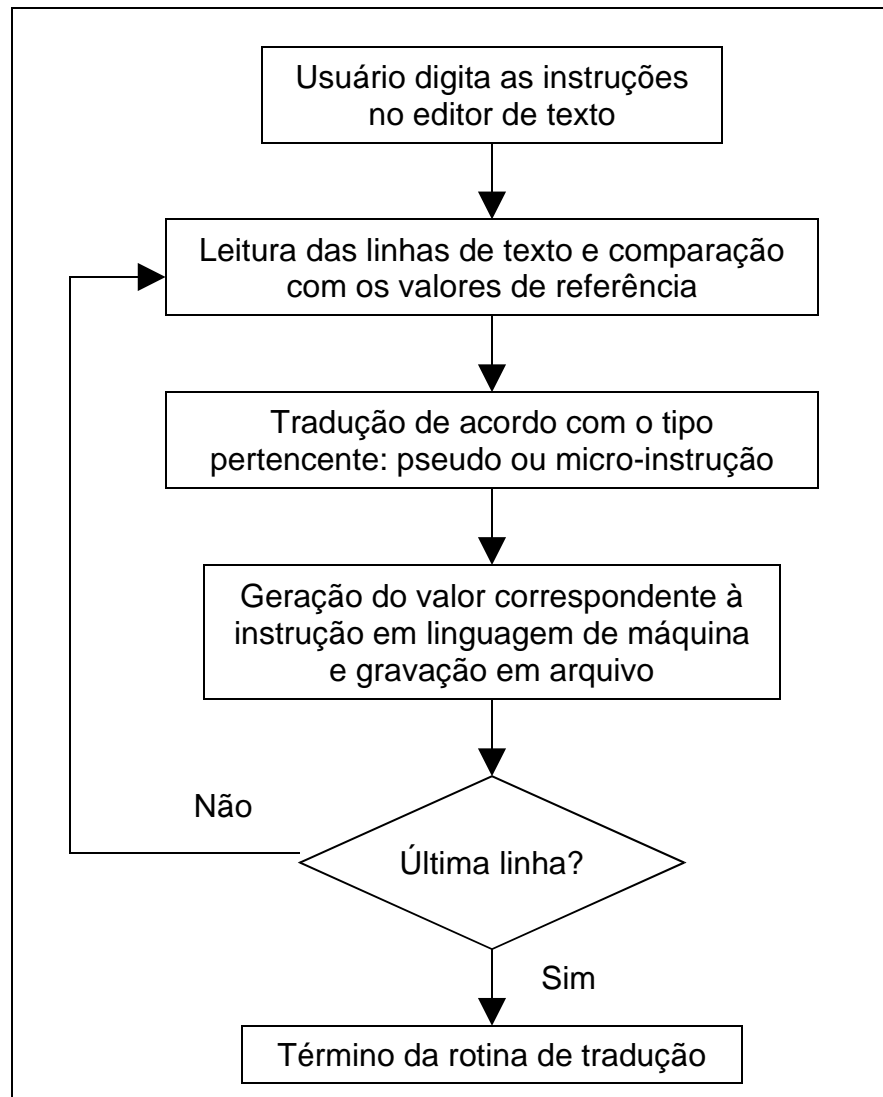 Usuário digita as instruções
no editor de texto
Leitura das linhas de texto e comparação
com os valores de referência
Tradução de acordo com o tipo
pertencente: pseudo ou micro-instrução
Geração do valor correspondente à
instrução em linguagem de máquina
e gravação em arquivo
Não
Última linha?
Sim
Término da rotina de tradução